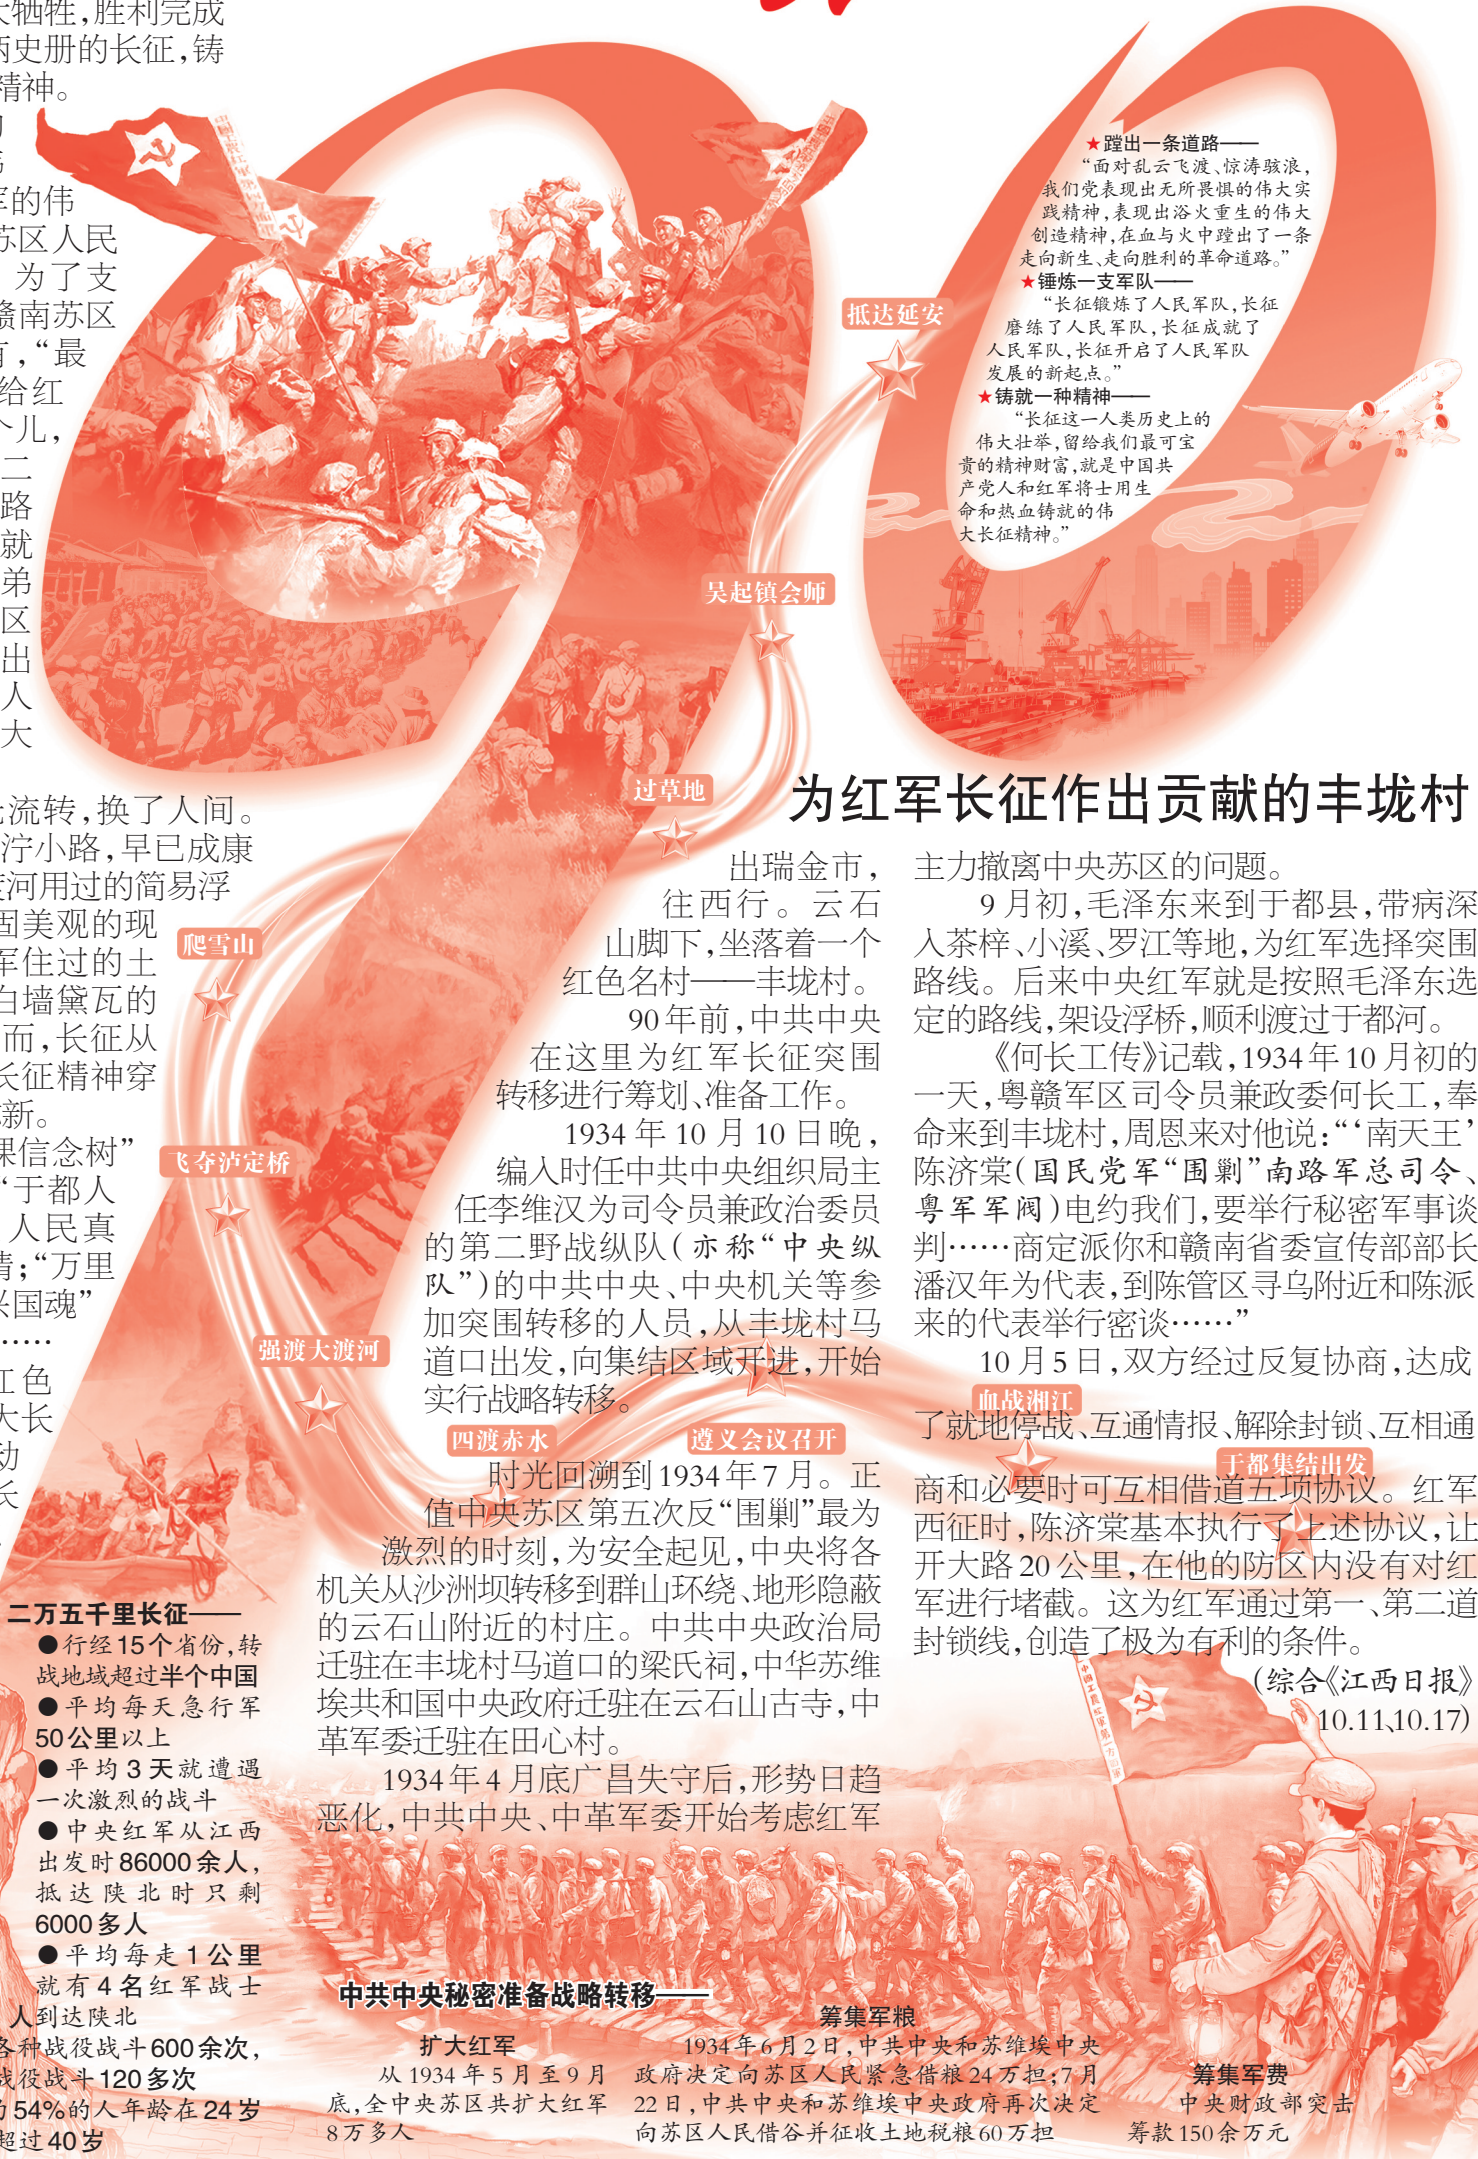 大牺牲,胜利完成
史册的长征,铸
精神。
军的伟
苏区人民
为了支
赣南苏区
,“最
给红
个儿,
二
路
就
弟
区
出
人
大
流转,换了人间。
泞小路,早已成康
渡河用过的简易浮
固美观的现
军住过的土
白墙黛瓦的
而,长征从
长征精神穿
新。
信念树”
“于都人
人民真
情;“万里
兴国魂”
……
红色
大长
动
长
★蹚出一条道路——
“面对乱云飞渡、惊涛骇浪,
我们党表现出无所畏惧的伟大实
践精神,表现出浴火重生的伟大
创造精神,在血与火中蹚出了一条
走向新生、走向胜利的革命道路。”
★锤炼一支军队——
“长征锻炼了人民军队,长征
磨练了人民军队,长征成就了
人民军队,长征开启了人民军队
发展的新起点。”
★铸就一种精神——
“长征这一人类历史上的
伟大壮举,留给我们最可宝
贵的精神财富,就是中国共
产党人和红军将士用生
命和热血铸就的伟
大长征精神。”
抵达延安
吴起镇会师
过草地
爬雪山
飞夺泸定桥
强渡大渡河
四渡赤水
遵义会议召开
血战湘江
于都集结出发
为红军长征作出贡献的丰垅村
出瑞金市,
往西行。云石
山脚下,坐落着一个
红色名村——丰垅村。
90年前,中共中央
在这里为红军长征突围
转移进行筹划、准备工作。
1934年10月10日晚,
编入时任中共中央组织局主
任李维汉为司令员兼政治委员
的第二野战纵队(亦称“中央纵
队”)的中共中央、中央机关等参
加突围转移的人员,从丰垅村马
道口出发,向集结区域开进,开始
实行战略转移。
时光回溯到1934年7月。正
值中央苏区第五次反“围剿”最为
激烈的时刻,为安全起见,中央将各
机关从沙洲坝转移到群山环绕、地形隐蔽
的云石山附近的村庄。中共中央政治局
迁驻在丰垅村马道口的梁氏祠,中华苏维
埃共和国中央政府迁驻在云石山古寺,中
革军委迁驻在田心村。
1934年4月底广昌失守后,形势日趋
恶化,中共中央、中革军委开始考虑红军
主力撤离中央苏区的问题。
9月初,毛泽东来到于都县,带病深
入茶梓、小溪、罗江等地,为红军选择突围
路线。后来中央红军就是按照毛泽东选
定的路线,架设浮桥,顺利渡过于都河。
《何长工传》记载,1934年10月初的
一天,粤赣军区司令员兼政委何长工,奉
命来到丰垅村,周恩来对他说:“‘南天王’
陈济棠(国民党军“围剿”南路军总司令、
粤军军阀)电约我们,要举行秘密军事谈
判……商定派你和赣南省委宣传部部长
潘汉年为代表,到陈管区寻乌附近和陈派
来的代表举行密谈……”
10月5日,双方经过反复协商,达成
了就地停战、互通情报、解除封锁、互相通
商和必要时可互相借道五项协议。红军
西征时,陈济棠基本执行了上述协议,让
开大路20公里,在他的防区内没有对红
军进行堵截。这为红军通过第一、第二道
封锁线,创造了极为有利的条件。
(综合《江西日报》
10.11、10.17)
二万五千里长征——
●行经15个省份,转
战地域超过半个中国
●平均每天急行军
50公里以上
●平均3天就遭遇
一次激烈的战斗
●中央红军从江西
出发时86000余人,
抵达陕北时只剩
6000多人
●平均每走1公里
就有4名红军战士
人到达陕北
各种战役战斗600余次,
战役战斗120多次
54%的人年龄在24岁
超过40岁
中共中央秘密准备战略转移——
扩大红军
从1934年5月至9月
底,全中央苏区共扩大红军
8万多人
筹集军粮
1934年6月2日,中共中央和苏维埃中央
政府决定向苏区人民紧急借粮24万担;7月
22日,中共中央和苏维埃中央政府再次决定
向苏区人民借谷并征收土地税粮60万担
筹集军费
中央财政部突击
筹款150余万元